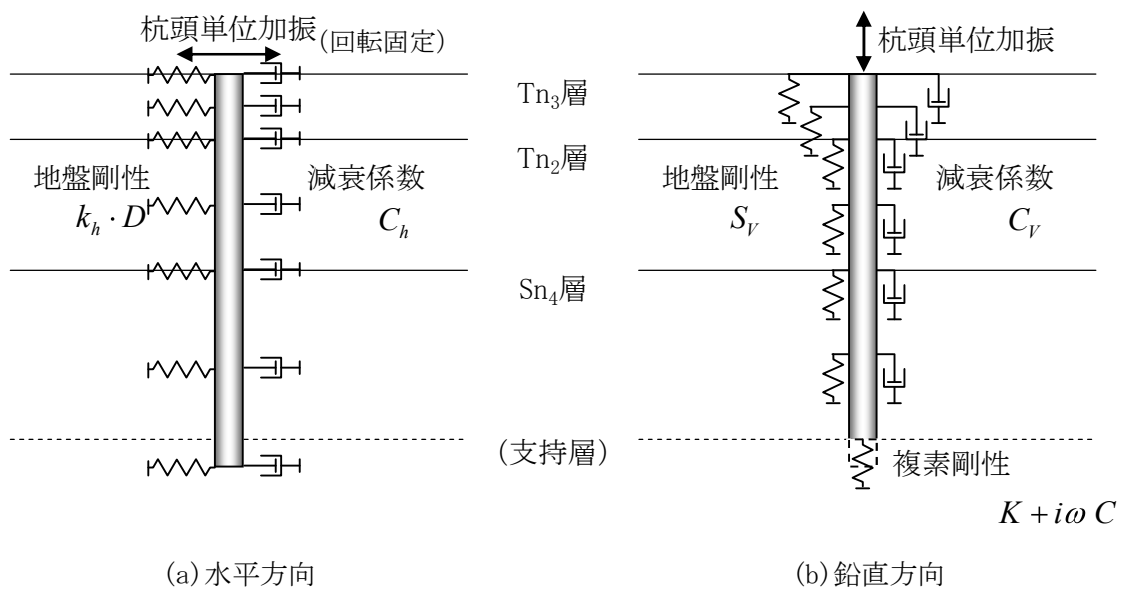 杭頭単位加振(回転固定)
地盤剛性
k_h · D
減衰係数
C_h
(a)水平方向
Tn₃層
Tn₂層
Sn₄層
(支持層)
杭頭単位加振
地盤剛性
S_V
減衰係数
C_V
複素剛性
K + iω C
(b)鉛直方向